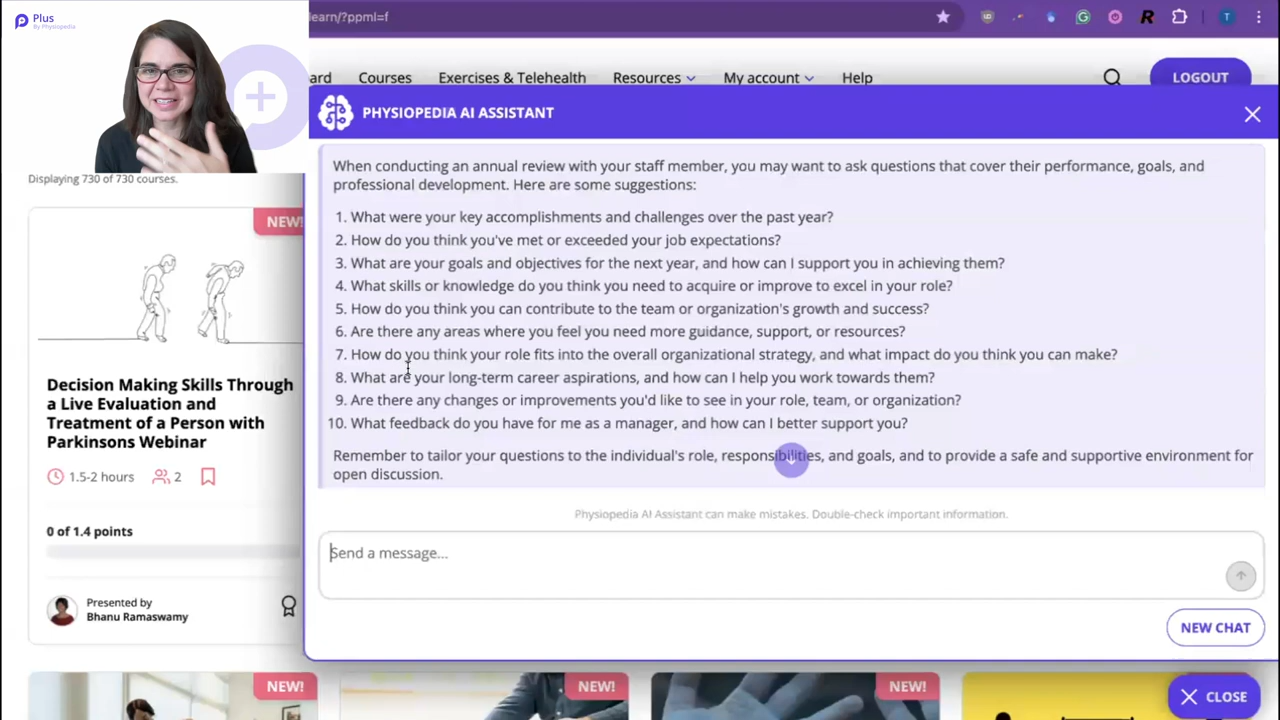 Plus
By Physiopedia
learn/?ppml=f
G
R
T
ard
Courses
Exercises & Telehealth
Resources
My account
Help
LOGOUT
PHYSIOPEDIA AI ASSISTANT
Displaying 730 of 730 courses.
NEW!
Decision Making Skills Through
a Live Evaluation and
Treatment of a Person with
Parkinsons Webinar
1.5-2 hours
2
0 of 1.4 points
Presented by
Bhanu Ramaswamy
When conducting an annual review with your staff member, you may want to ask questions that cover their performance, goals, and
professional development. Here are some suggestions:
1. What were your key accomplishments and challenges over the past year?
2. How do you think you've met or exceeded your job expectations?
3. What are your goals and objectives for the next year, and how can I support you in achieving them?
4. What skills or knowledge do you think you need to acquire or improve to excel in your role?
5. How do you think you can contribute to the team or organization's growth and success?
6. Are there any areas where you feel you need more guidance, support, or resources?
7. How do you think your role fits into the overall organizational strategy, and what impact do you think you can make?
8. What are your long-term career aspirations, and how can I help you work towards them?
9. Are there any changes or improvements you'd like to see in your role, team, or organization?
10. What feedback do you have for me as a manager, and how can I better support you?
Remember to tailor your questions to the individual's role, responsibilities, and goals, and to provide a safe and supportive environment for
open discussion.
Physiopedia AI Assistant can make mistakes. Double-check important information.
Send a message...
NEW CHAT
NEW!
NEW!
NEW!
CLOSE